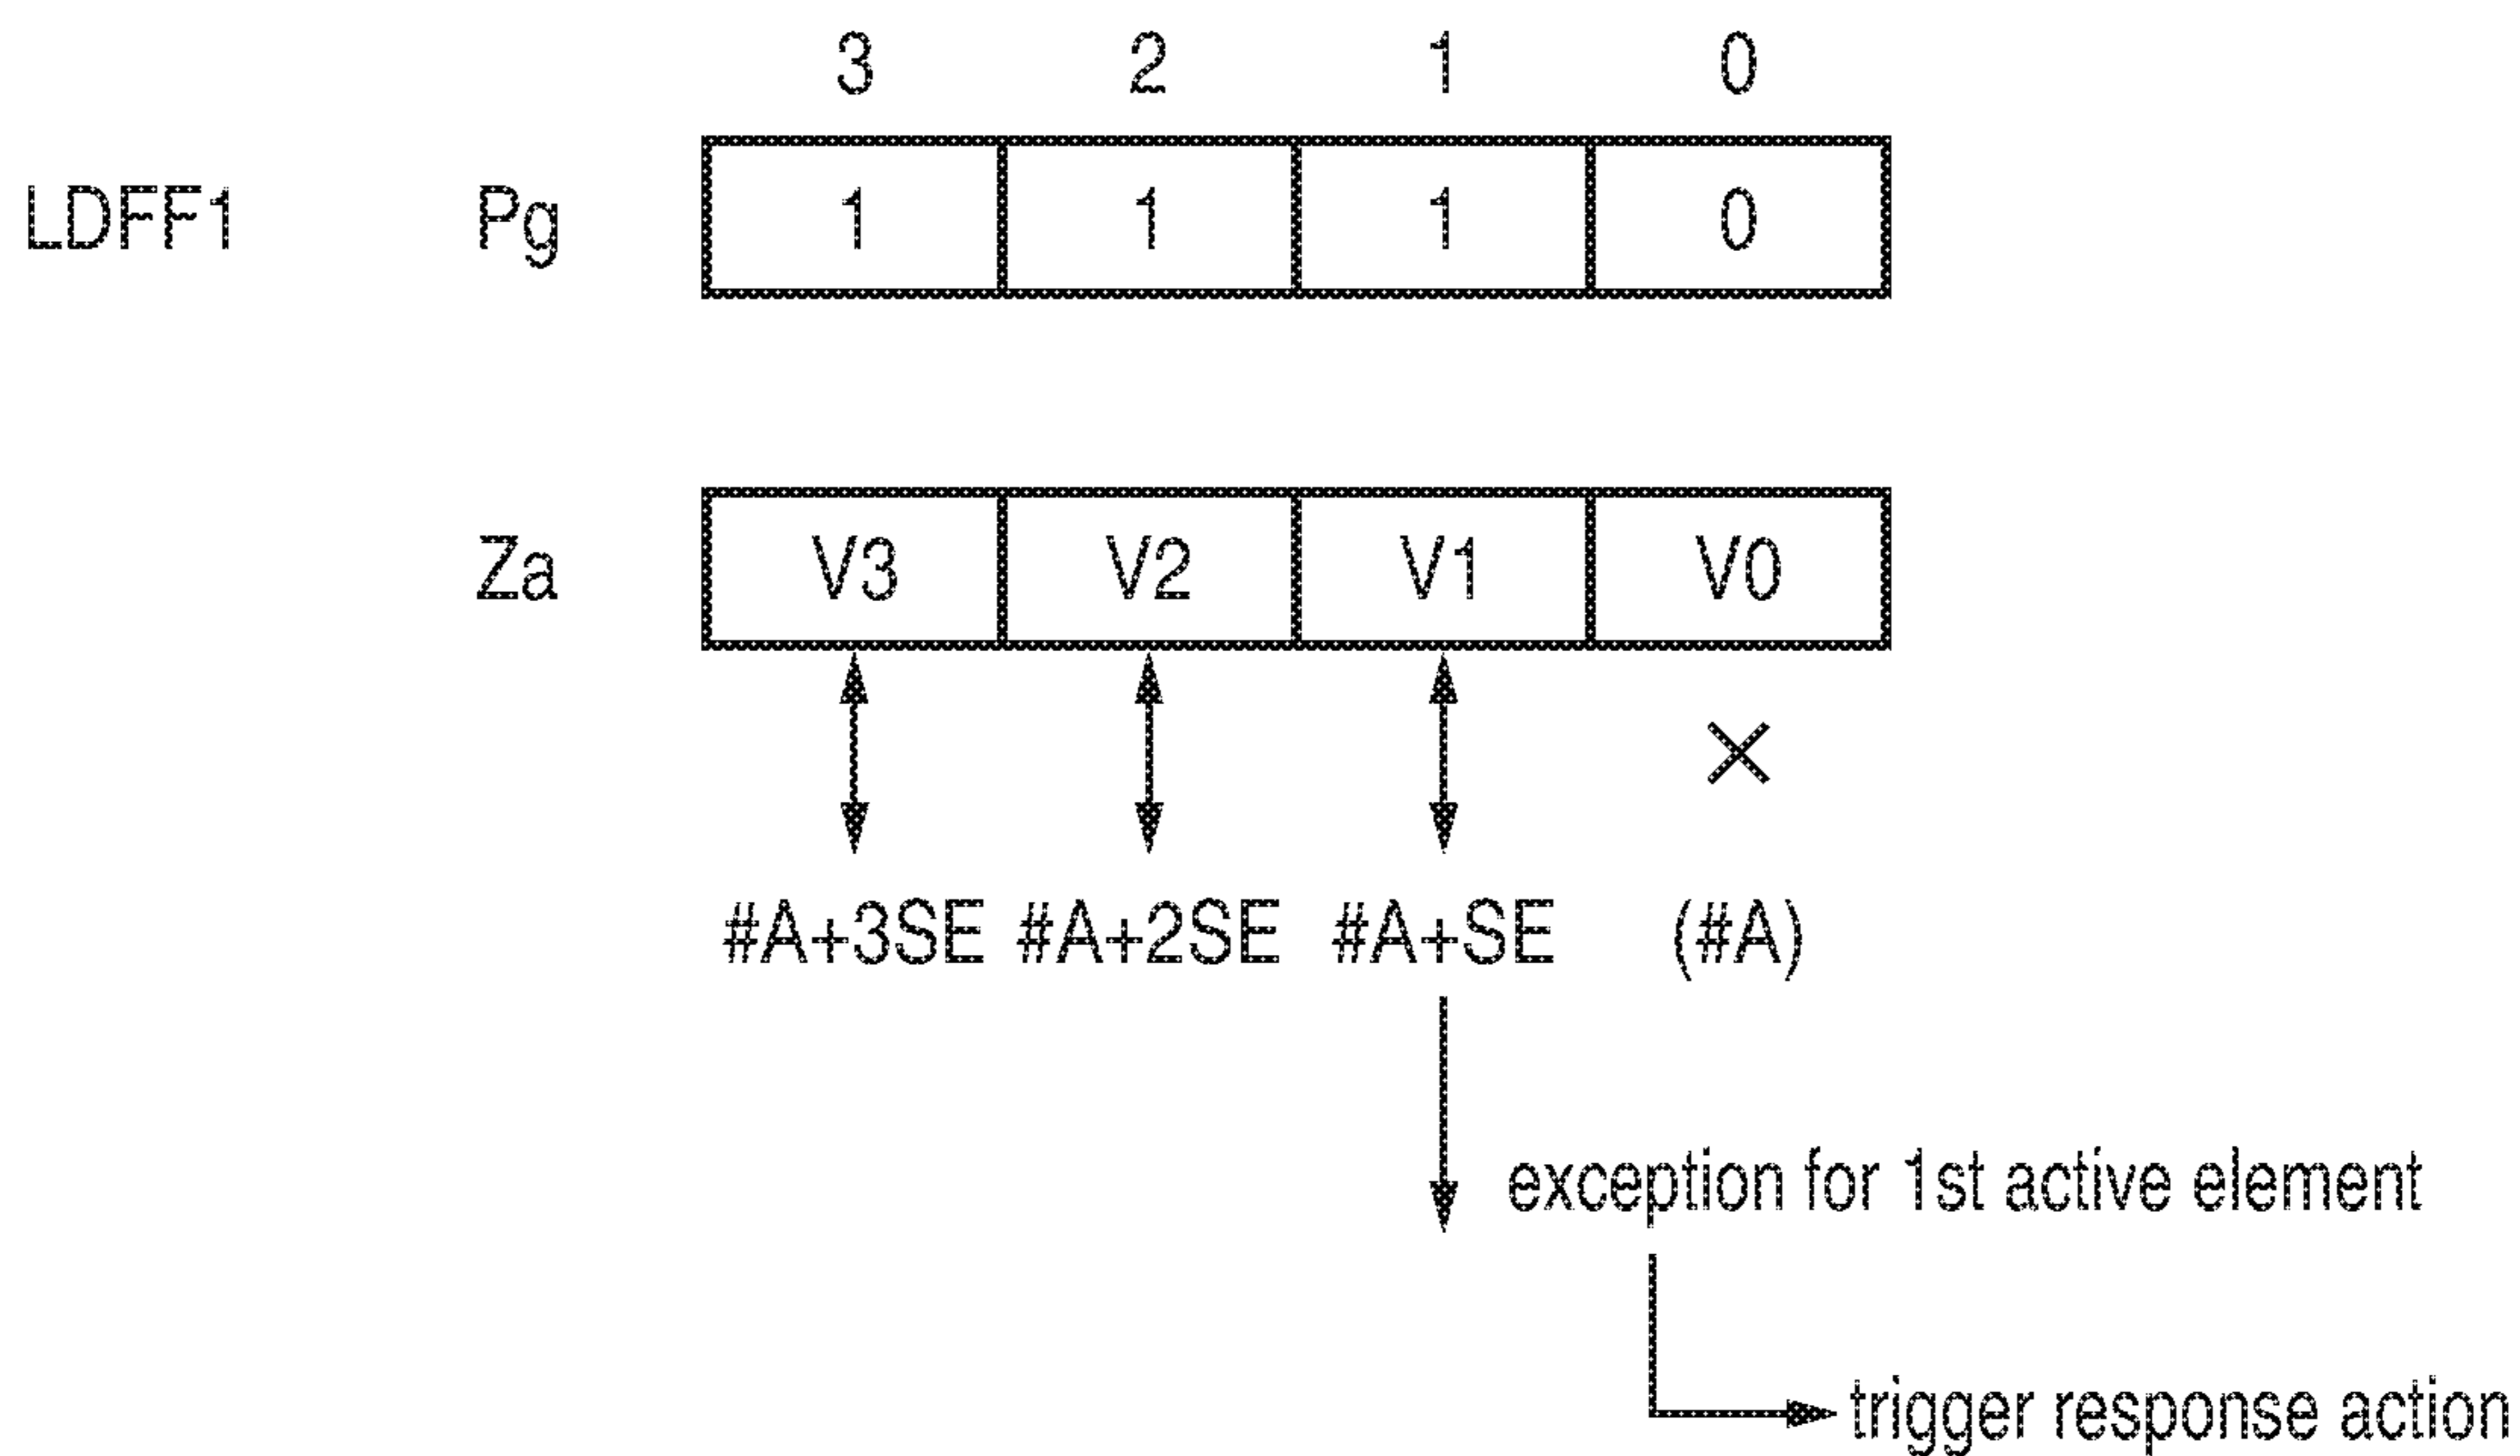 3 2 1 0
LDFF1 Pg 1 1 1 0
Za V3 V2 V1 V0
#A+3SE #A+2SE #A+SE (#A)
exception for 1st active element
trigger response action